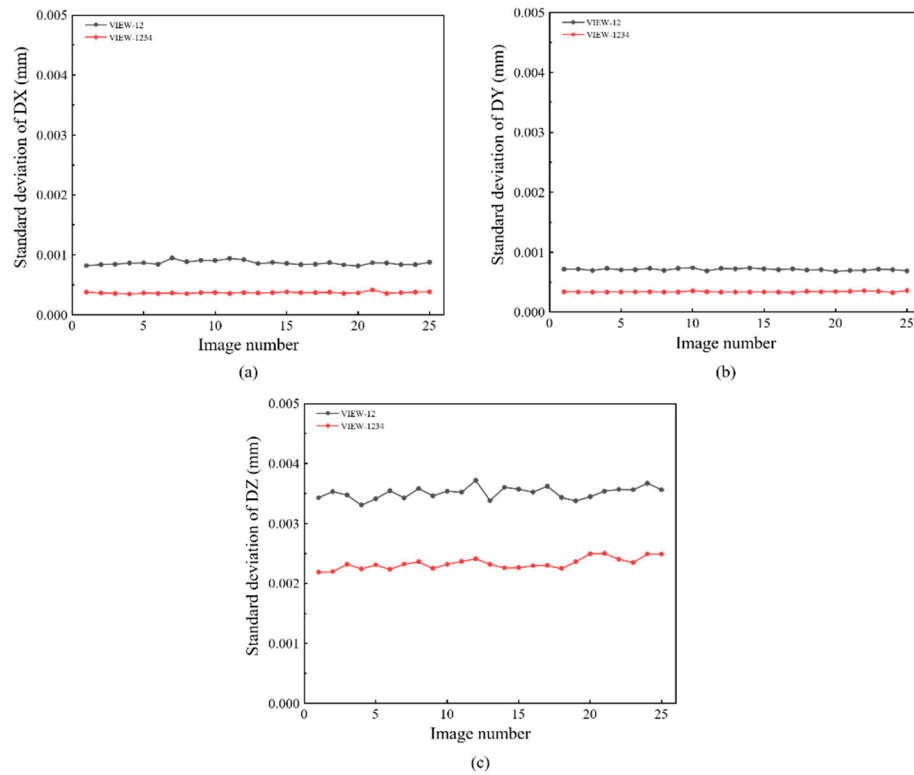 0.005
VIEW-12
VIEW-1234
0.004
0.003
0.002
0.001
0.000
Standard deviation of DX (mm)
0 5 10 15 20 25
Image number
(a)
0.005
VIEW-12
VIEW-1234
0.004
0.003
0.002
0.001
0.000
Standard deviation of DY (mm)
0 5 10 15 20 25
Image number
(b)
0.005
VIEW-12
VIEW-1234
0.004
0.003
0.002
0.001
0.000
Standard deviation of DZ (mm)
0 5 10 15 20 25
Image number
(c)